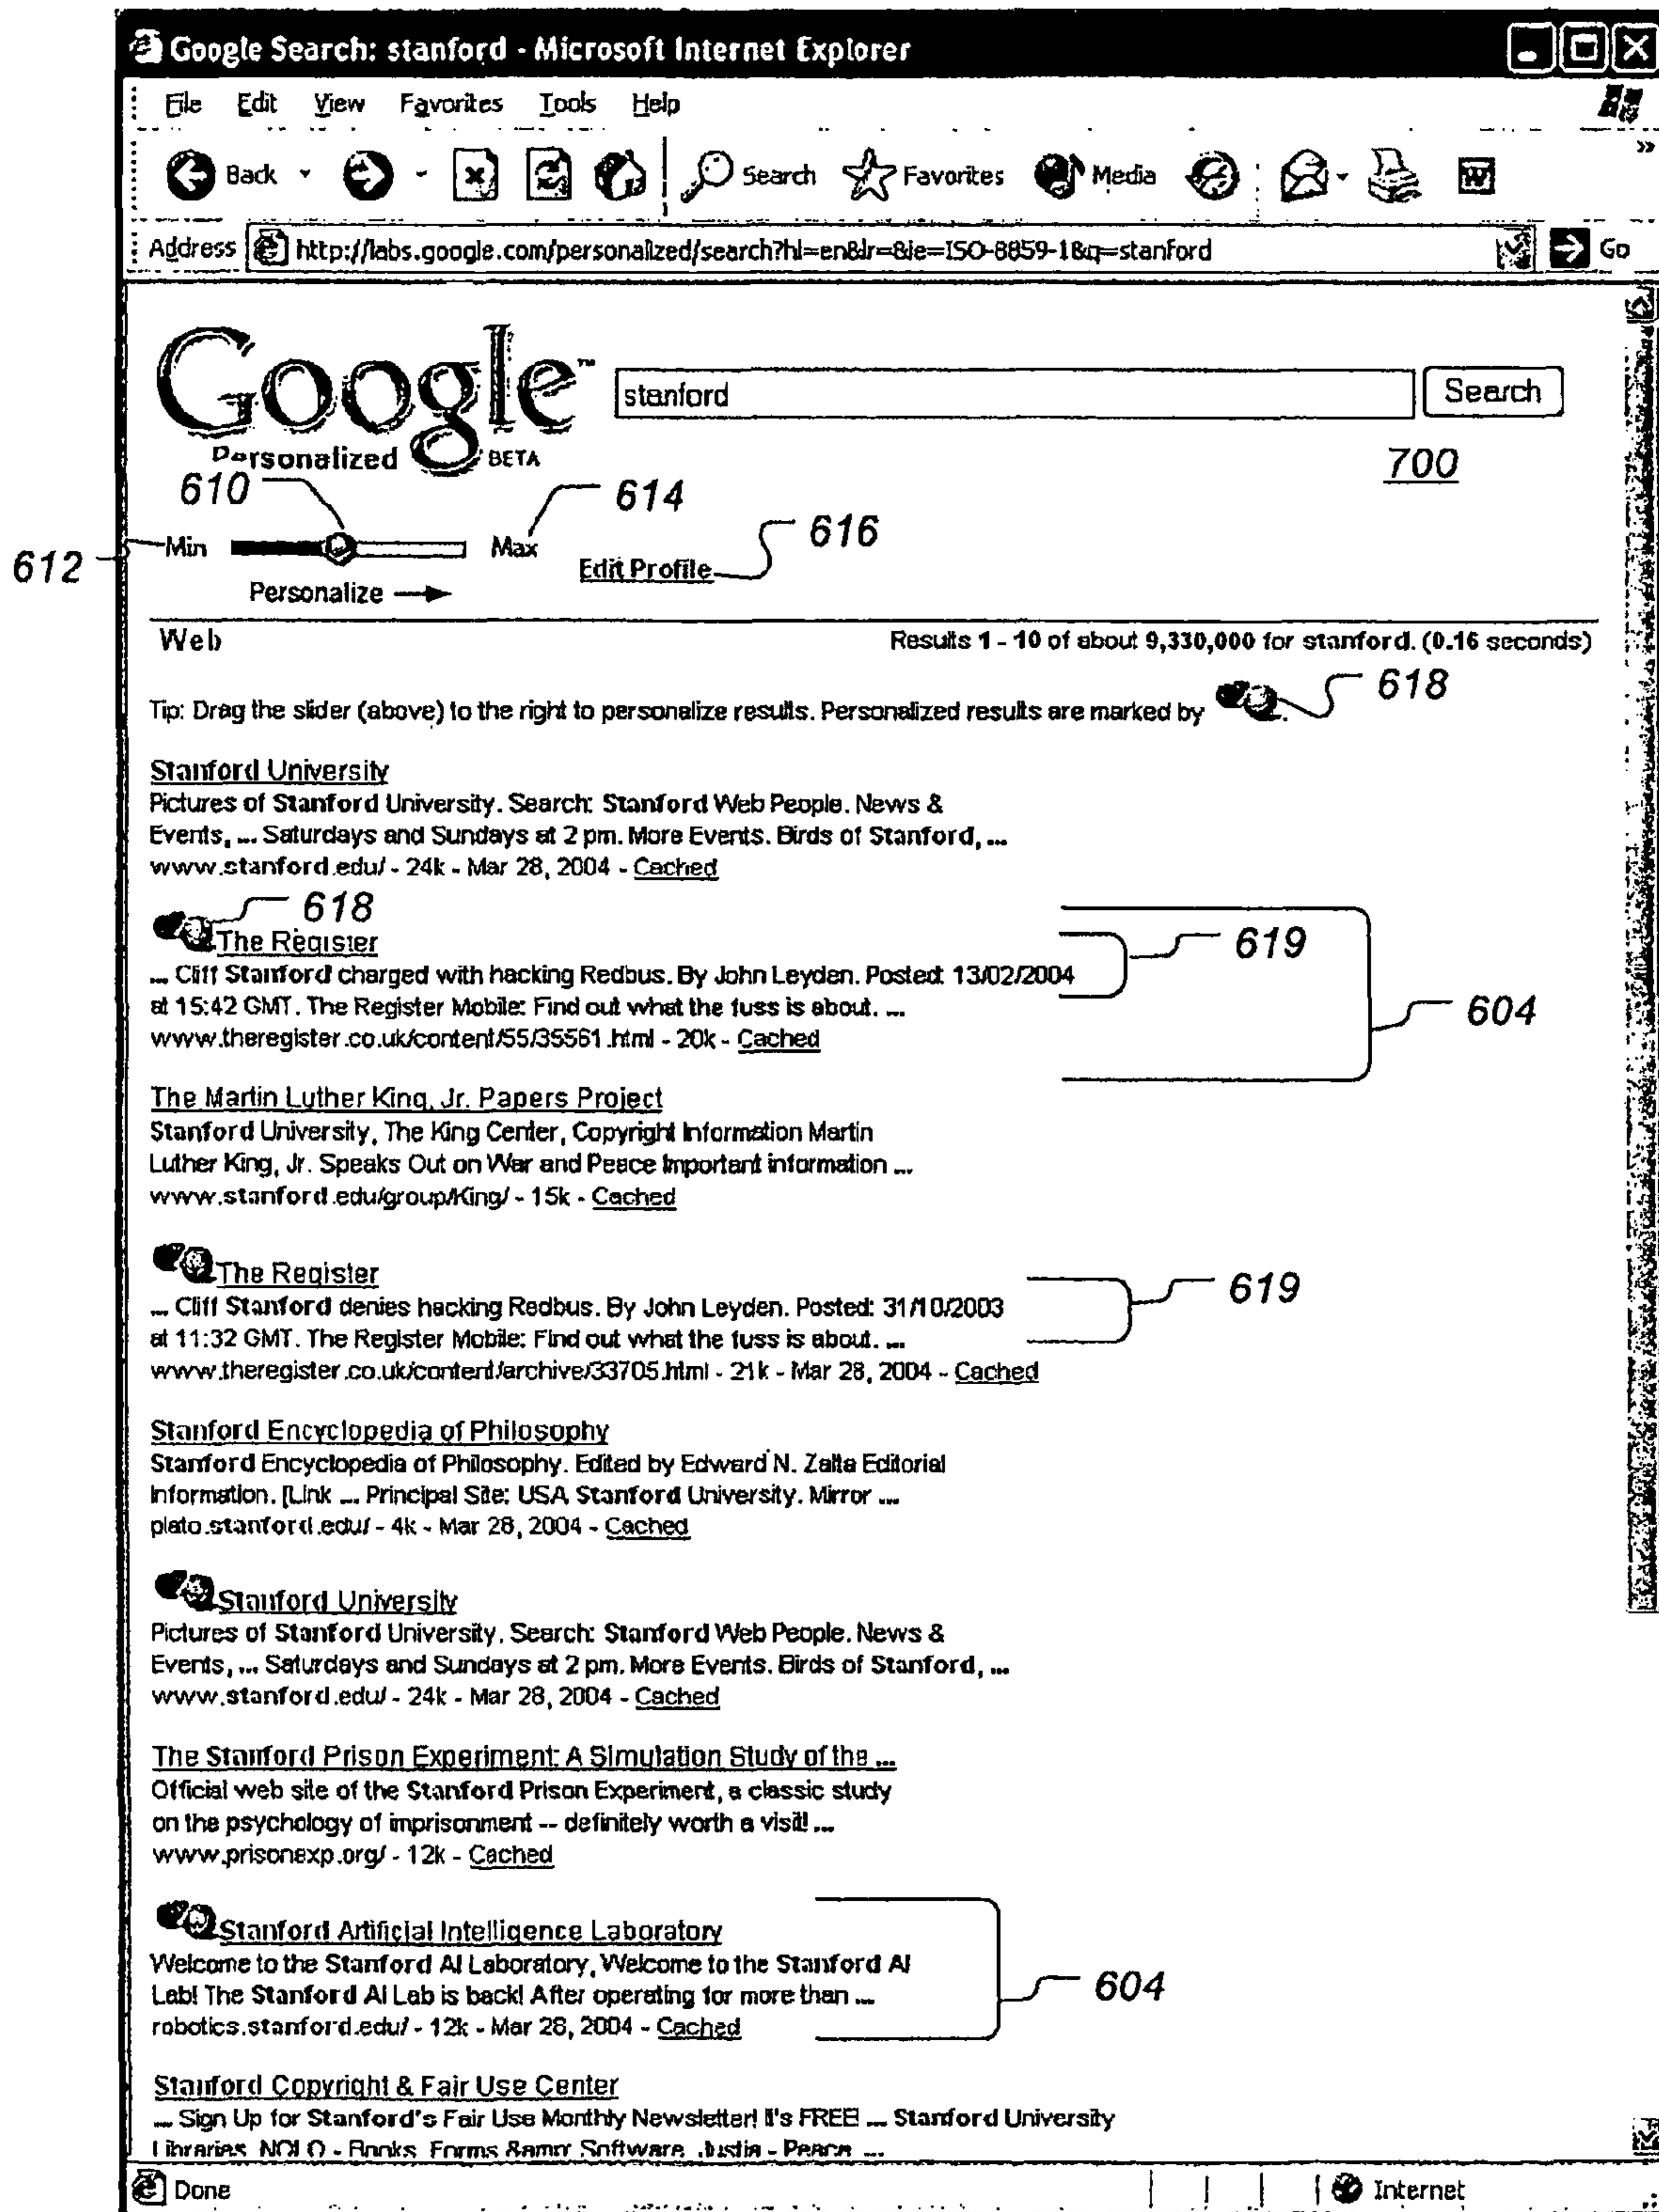 Google Search: stanford - Microsoft Internet Explorer
File Edit View Favorites Tools Help
Back Search Favorites Media W
Address http://labs.google.com/personalized/search?hl=en&lr=&ie=ISO-8859-1&q=stanford Go
Google™ stanford Search
Personalized BETA 700
610 614
616
612 Min Max
Edit Profile
Personalize
Web Results 1 - 10 of about 9,330,000 for stanford. (0.16 seconds)
618
Tip: Drag the slider (above) to the right to personalize results. Personalized results are marked by .
Stanford University
Pictures of Stanford University. Search: Stanford Web People. News &
Events, ... Saturdays and Sundays at 2 pm. More Events. Birds of Stanford, ...
www.stanford.edu/ - 24k - Mar 28, 2004 - Cached
618
The Register 619
... Cliff Stanford charged with hacking Redbus. By John Leyden. Posted: 13/02/2004
at 15:42 GMT. The Register Mobile: Find out what the fuss is about. ... 604
www.theregister.co.uk/content/55/35561.html - 20k - Cached
The Martin Luther King, Jr. Papers Project
Stanford University, The King Center, Copyright Information Martin
Luther King, Jr. Speaks Out on War and Peace Important information ...
www.stanford.edu/group/King/ - 15k - Cached
The Register 619
... Cliff Stanford denies hacking Redbus. By John Leyden. Posted: 31/10/2003
at 11:32 GMT. The Register Mobile: Find out what the fuss is about. ...
www.theregister.co.uk/content/archive/33705.html - 21k - Mar 28, 2004 - Cached
Stanford Encyclopedia of Philosophy
Stanford Encyclopedia of Philosophy. Edited by Edward N. Zalta Editorial
Information. [Link ... Principal Site: USA Stanford University. Mirror ...
plato.stanford.edu/ - 4k - Mar 28, 2004 - Cached
Stanford University
Pictures of Stanford University. Search: Stanford Web People. News &
Events, ... Saturdays and Sundays at 2 pm. More Events. Birds of Stanford, ...
www.stanford.edu/ - 24k - Mar 28, 2004 - Cached
The Stanford Prison Experiment: A Simulation Study of the ...
Official web site of the Stanford Prison Experiment, a classic study
on the psychology of imprisonment -- definitely worth a visit! ...
www.prisonexp.org/ - 12k - Cached
Stanford Artificial Intelligence Laboratory
Welcome to the Stanford AI Laboratory, Welcome to the Stanford AI
Lab! The Stanford AI Lab is back! After operating for more than ... 604
robotics.stanford.edu/ - 12k - Mar 28, 2004 - Cached
Stanford Copyright & Fair Use Center
... Sign Up for Stanford's Fair Use Monthly Newsletter! It's FREE! ... Stanford University
Libraries. NOLO - Books, Forms &amp; Software. Justia - Peace ...
Done Internet